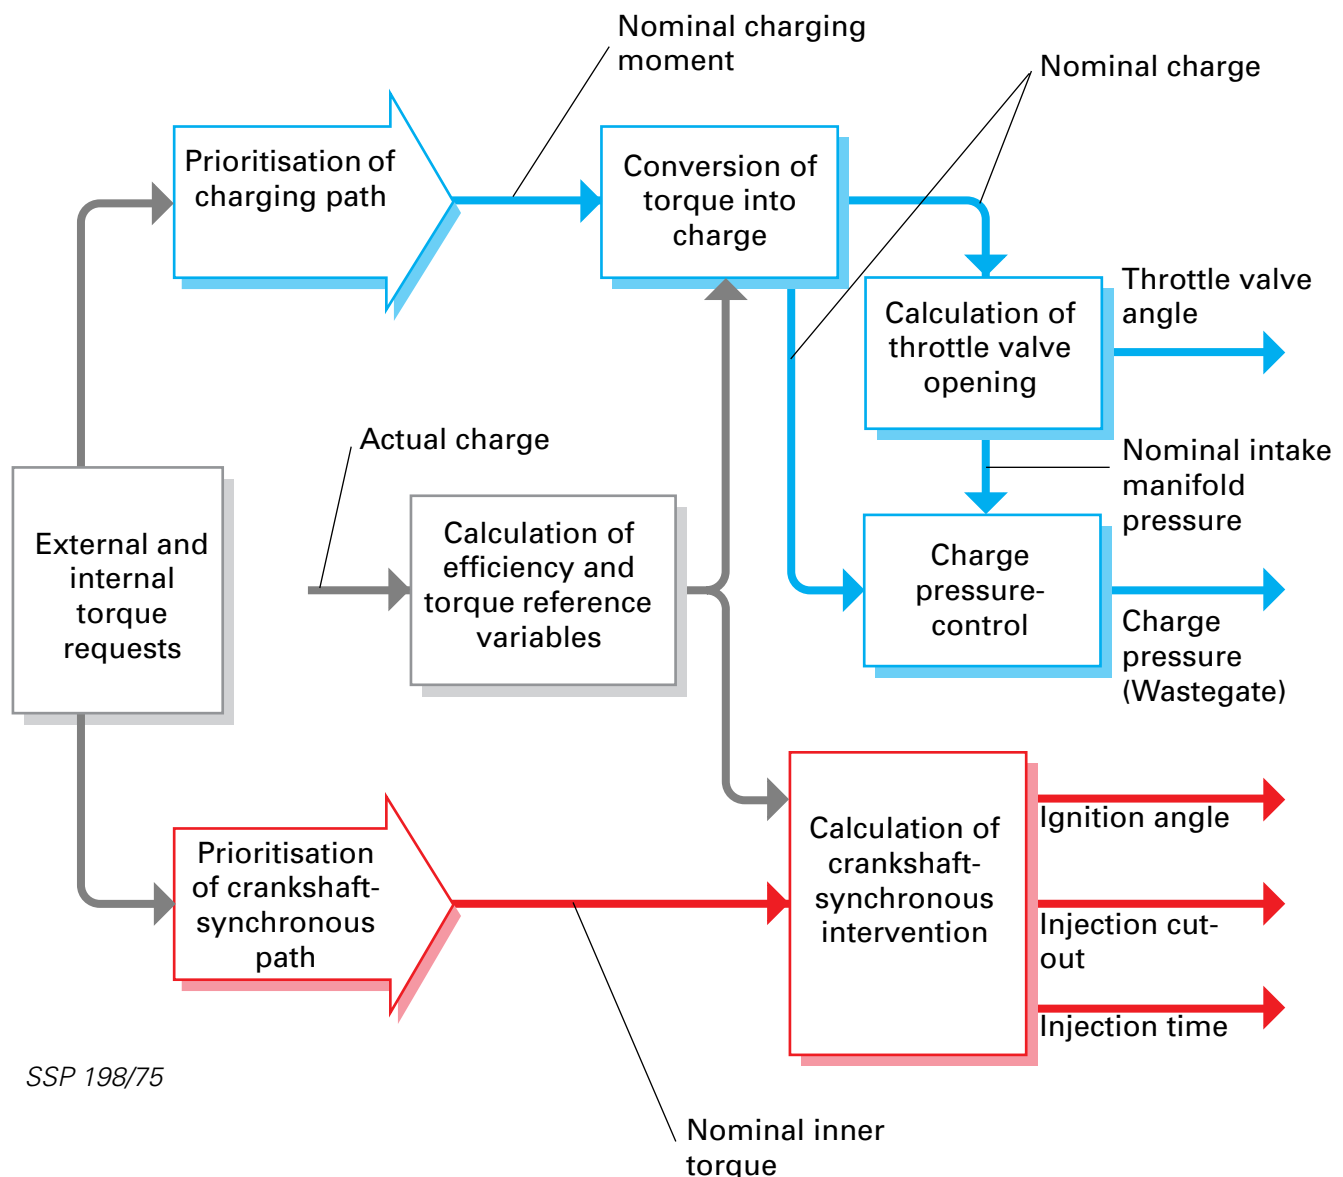 Nominal charging
moment
Nominal charge
Prioritisation of
charging path
Conversion of
torque into
charge
Throttle valve
angle
Calculation of
throttle valve
opening
Actual charge
Nominal intake
manifold
pressure
External and
internal
torque
requests
Calculation of
efficiency and
torque reference
variables
Charge
pressure-
control
Charge
pressure
(Wastegate)
Prioritisation
of crankshaft-
synchronous
path
Calculation of
crankshaft-
synchronous
intervention
Ignition angle
Injection cut-
out
Injection time
SSP 198/75
Nominal inner
torque